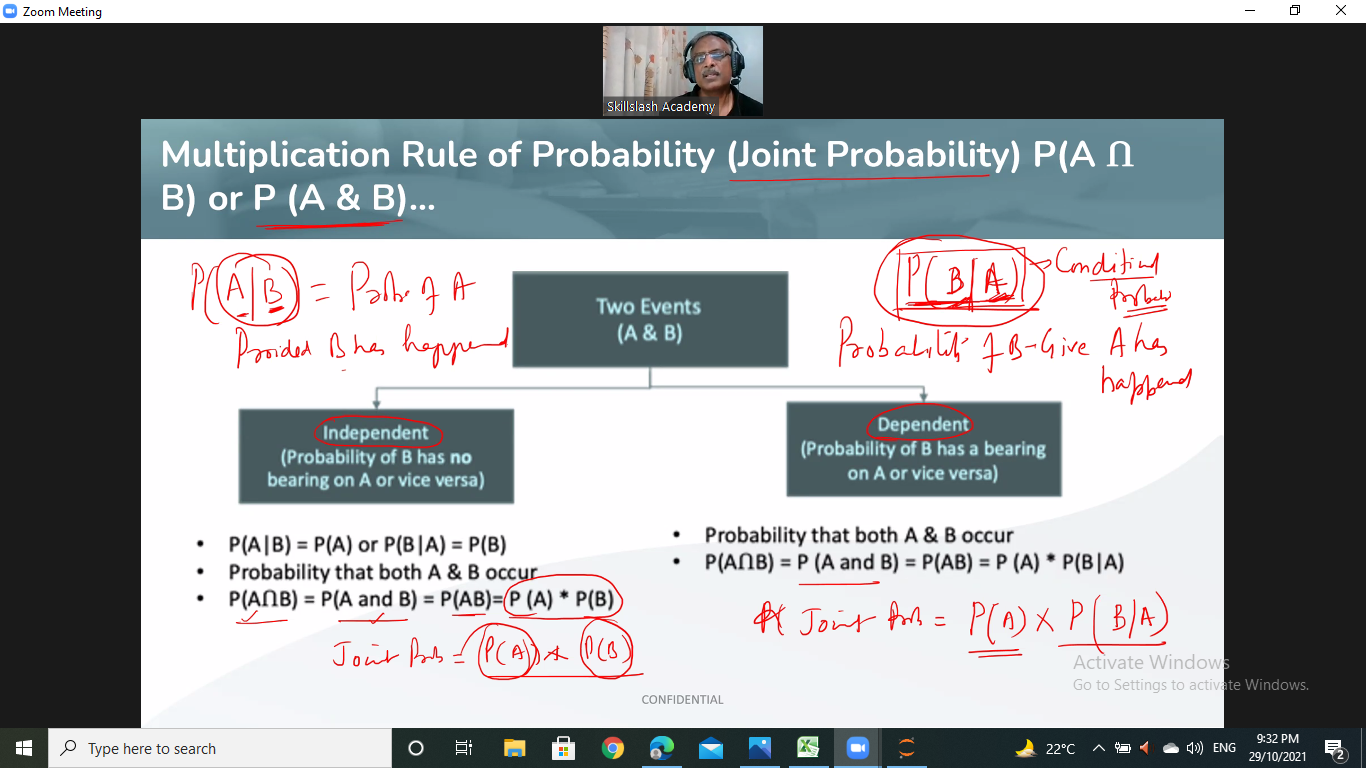 Zoom Meeting
Skillslash Academy
Multiplication Rule of Probability (Joint Probability) P(A ∩
B) or P (A & B)...
P(A|B) = Prob of A
Provided B has happened
P(B|A) → Conditional
Probability of B-Give A has
happened
Two Events
(A & B)
Independent
(Probability of B has no
bearing on A or vice versa)
Dependent
(Probability of B has a bearing
on A or vice versa)
• P(A|B) = P(A) or P(B|A) = P(B)
• Probability that both A & B occur
• P(A∩B) = P(A and B) = P(AB)= P (A) * P(B)
Joint Prob = P(A) * P(B)
• Probability that both A & B occur
• P(A∩B) = P (A and B) = P(AB) = P (A) * P(B|A)
Joint Prob = P(A) × P(B/A)
Activate Windows
Go to Settings to activate Windows.
CONFIDENTIAL
Type here to search
22°C
ENG
9:32 PM
29/10/2021
2